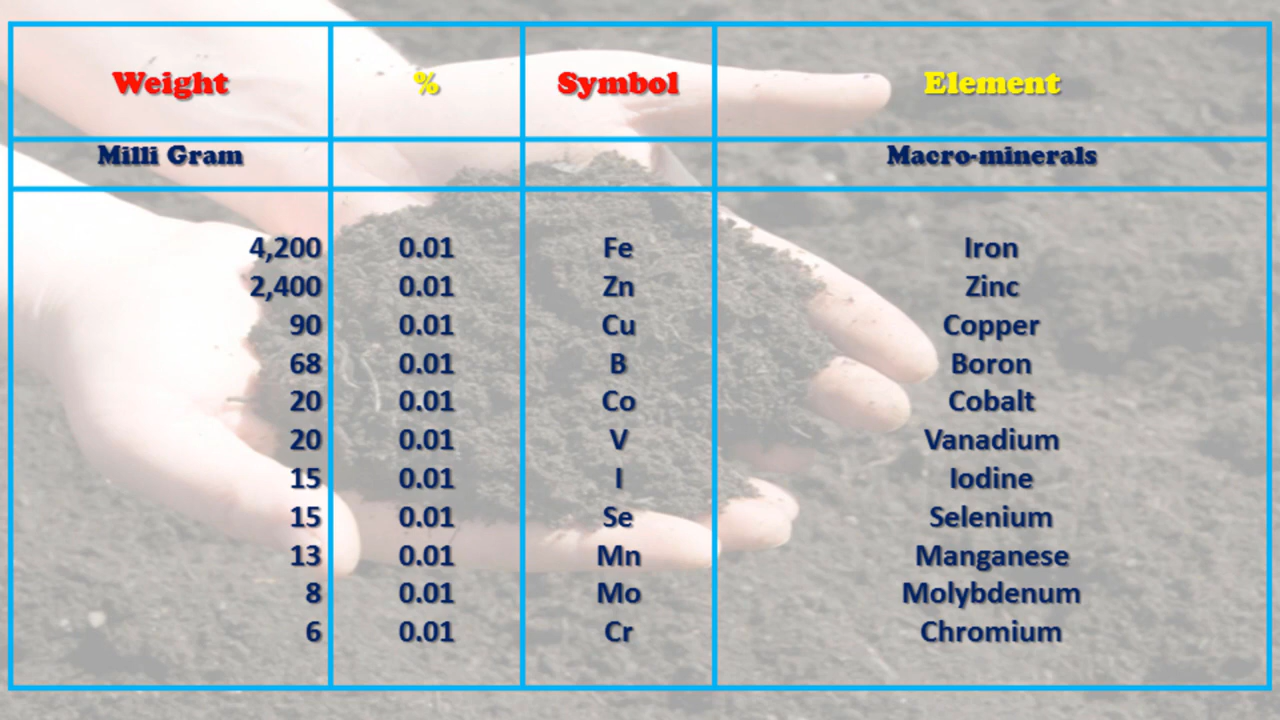 Weight % Symbol Element
Milli Gram Macro-minerals
4,200 0.01 Fe Iron
2,400 0.01 Zn Zinc
90 0.01 Cu Copper
68 0.01 B Boron
20 0.01 Co Cobalt
20 0.01 V Vanadium
15 0.01 I Iodine
15 0.01 Se Selenium
13 0.01 Mn Manganese
8 0.01 Mo Molybdenum
6 0.01 Cr Chromium